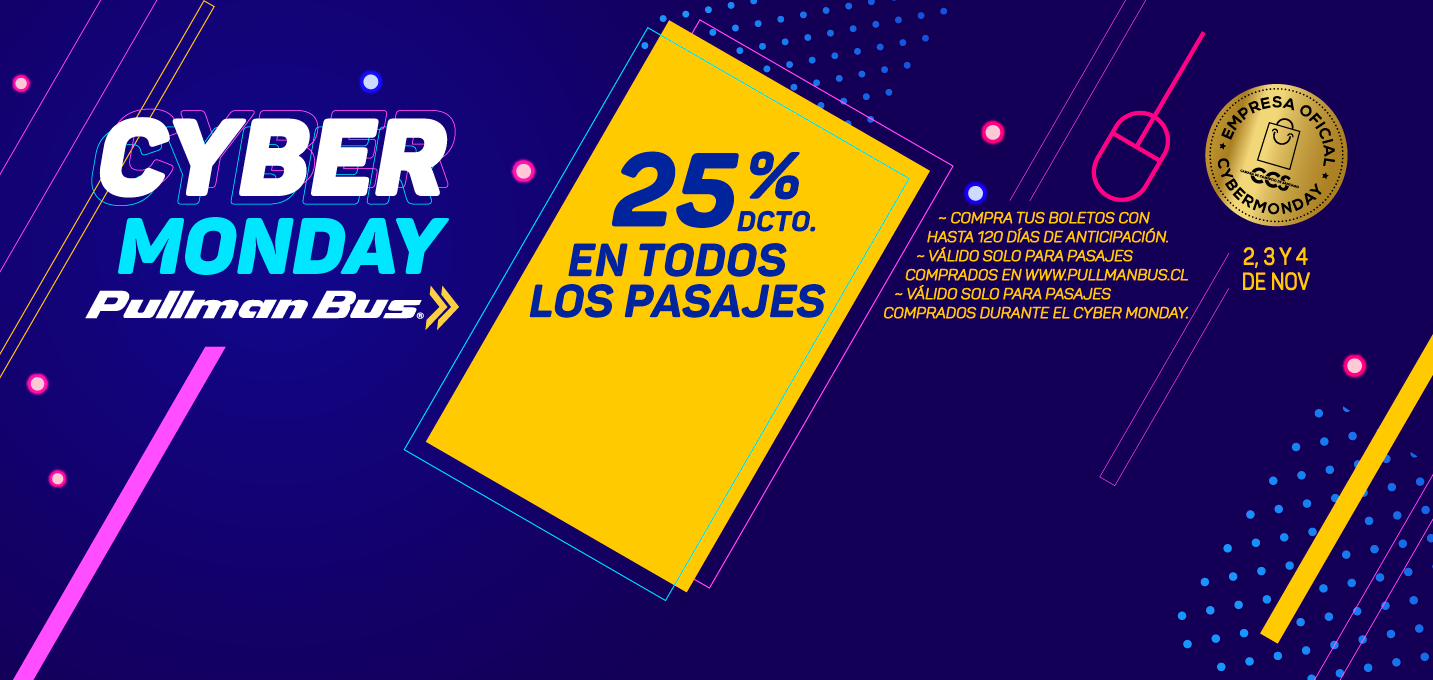 CYBER
MONDAY
Pullman Bus®
25%
DCTO.
EN TODOS
LOS PASAJES
~ COMPRA TUS BOLETOS CON
HASTA 120 DÍAS DE ANTICIPACIÓN.
~ VÁLIDO SOLO PARA PASAJES
COMPRADOS EN WWW.PULLMANBUS.CL
~ VÁLIDO SOLO PARA PASAJES
COMPRADOS DURANTE EL CYBER MONDAY.
EMPRESA OFICIAL
CCS
CYBERMONDAY
2, 3 Y 4
DE NOV